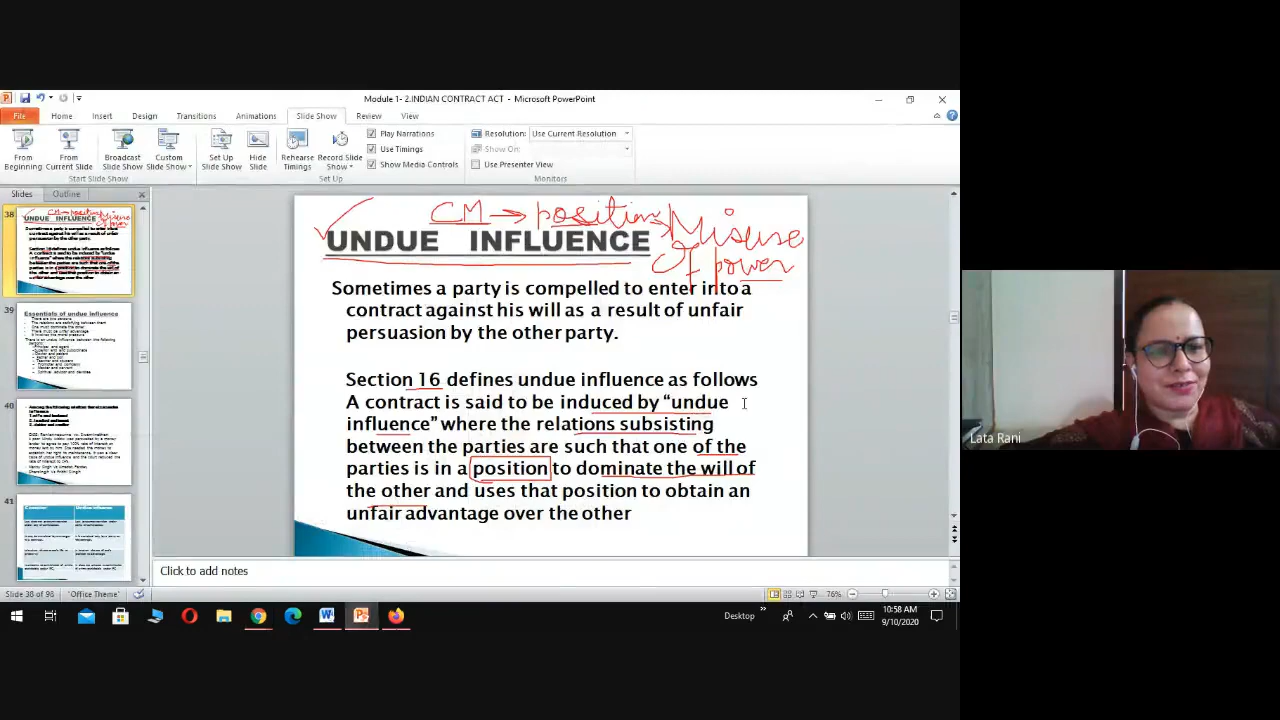 Module 1- 2.INDIAN CONTRACT ACT - Microsoft PowerPoint
File Home Insert Design Transitions Animations Slide Show Review View
From Beginning
From Current Slide
Broadcast Slide Show
Custom Slide Show
Set Up Slide Show
Hide Slide
Rehearse Timings
Record Slide Show
Play Narrations
Use Timings
Show Media Controls
Resolution: Use Current Resolution
Show On:
Use Presenter View
Start Slide Show
Set Up
Monitors
Slides Outline
38
UNDUE INFLUENCE
39
Essentials of undue influence
40
41
CM → position → Misuse
Of power
UNDUE INFLUENCE
Sometimes a party is compelled to enter into a
contract against his will as a result of unfair
persuasion by the other party.
Section 16 defines undue influence as follows
A contract is said to be induced by “undue
influence” where the relations subsisting
between the parties are such that one of the
parties is in a position to dominate the will of
the other and uses that position to obtain an
unfair advantage over the other
Click to add notes
Slide 38 of 98 "Office Theme" 76%
Desktop
10:58 AM
9/10/2020
Lata Rani